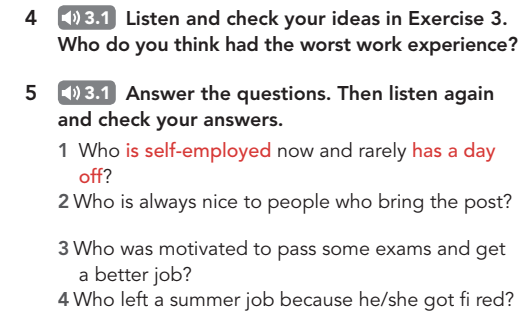 4 3.1 Listen and check your ideas in Exercise 3.
Who do you think had the worst work experience?
5 3.1 Answer the questions. Then listen again
and check your answers.
1 Who is self-employed now and rarely has a day
off?
2 Who is always nice to people who bring the post?
3 Who was motivated to pass some exams and get
a better job?
4 Who left a summer job because he/she got fi red?